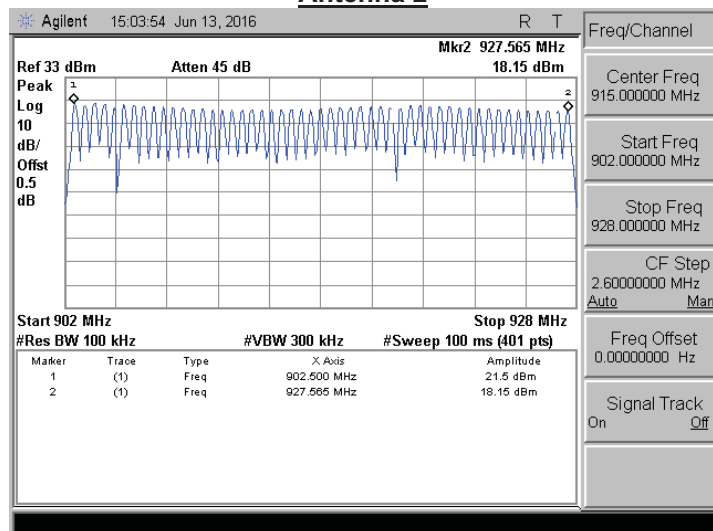 Agilent 15:03:54 Jun 13, 2016 R T
Mkr2 927.565 MHz
Ref 33 dBm Atten 45 dB 18.15 dBm
Peak
Log
10
dB/
Offst
0.5
dB
1
2
Start 902 MHz Stop 928 MHz
#Res BW 100 kHz #VBW 300 kHz #Sweep 100 ms (401 pts)
Marker Trace Type X Axis Amplitude
1 (1) Freq 902.500 MHz 21.5 dBm
2 (1) Freq 927.565 MHz 18.15 dBm
Freq/Channel
Center Freq
915.000000 MHz
Start Freq
902.000000 MHz
Stop Freq
928.000000 MHz
CF Step
2.60000000 MHz
Auto Man
Freq Offset
0.00000000 Hz
Signal Track
On Off